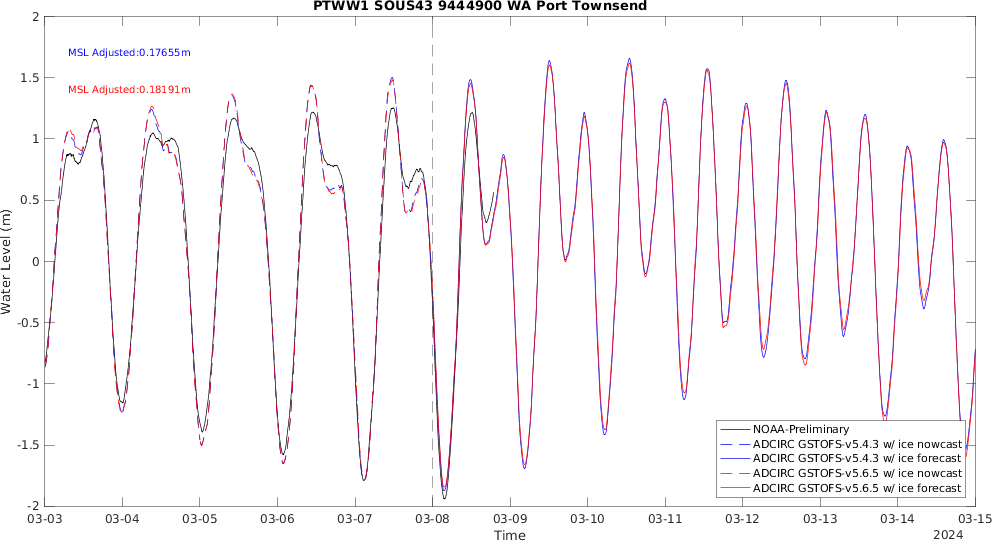 PTWW1 SOUS43 9444900 WA Port Townsend
2
1.5
1
0.5
0
-0.5
-1
-1.5
-2
Water Level (m)
MSL Adjusted:0.17655m
MSL Adjusted:0.18191m
NOAA-Preliminary
ADCIRC GSTOFS-v5.4.3 w/ ice nowcast
ADCIRC GSTOFS-v5.4.3 w/ ice forecast
ADCIRC GSTOFS-v5.6.5 w/ ice nowcast
ADCIRC GSTOFS-v5.6.5 w/ ice forecast
03-03 03-04 03-05 03-06 03-07 03-08 03-09 03-10 03-11 03-12 03-13 03-14 03-15
Time
2024